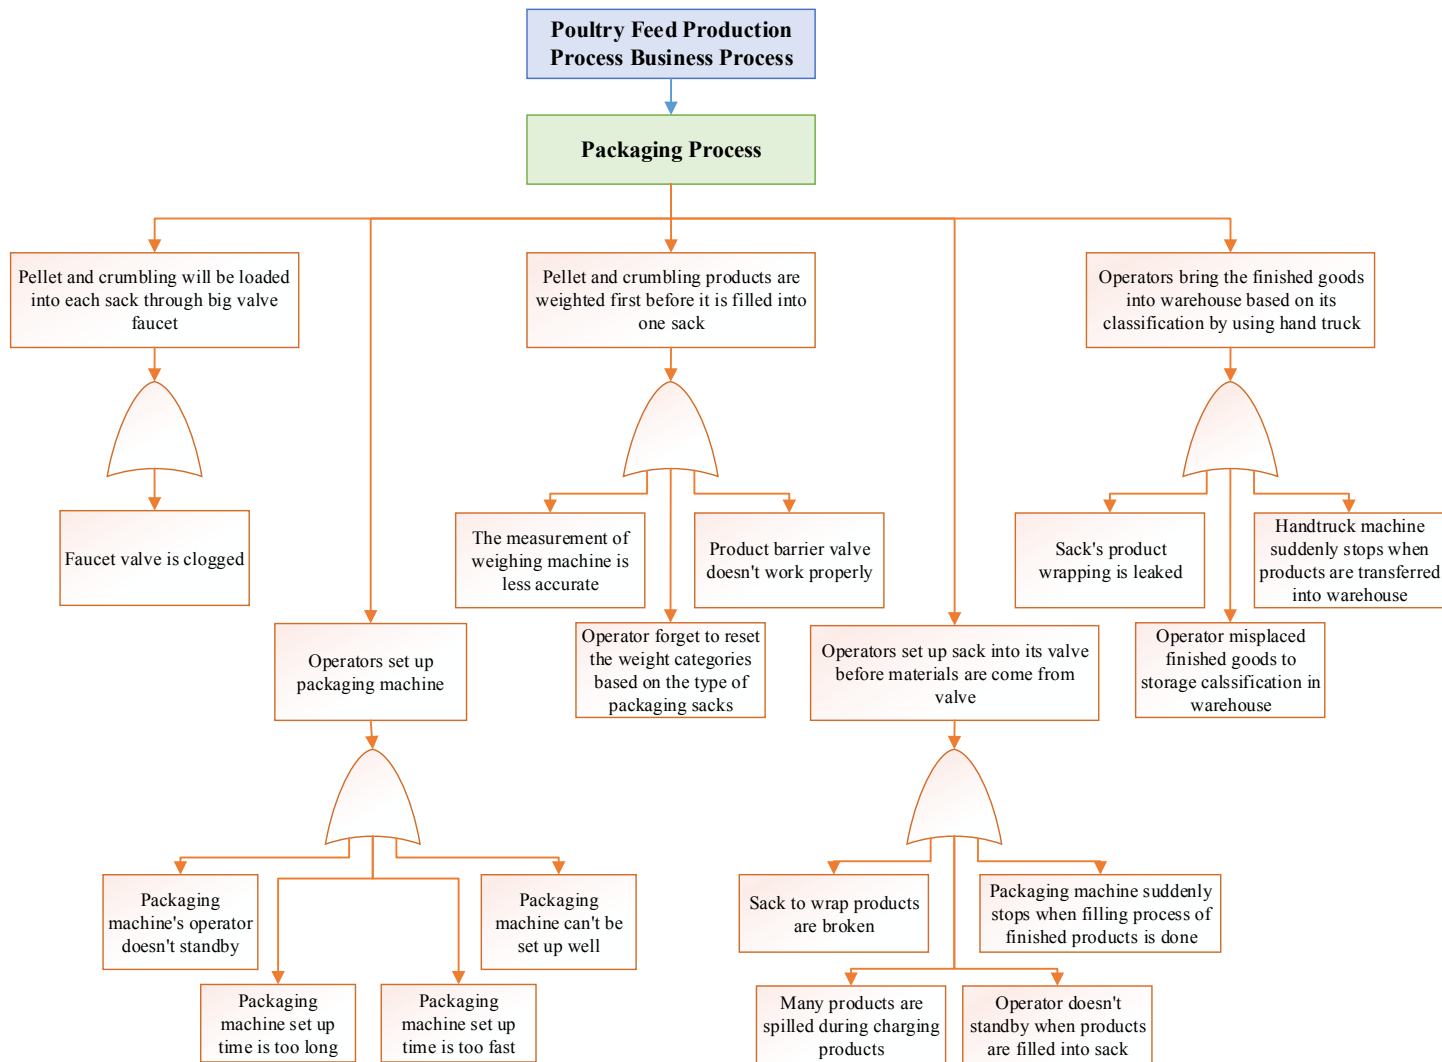 Poultry Feed Production
Process Business Process
Packaging Process
Pellet and crumbling will be loaded
into each sack through big valve
faucet
Pellet and crumbling products are
weighted first before it is filled into
one sack
Operators bring the finished goods
into warehouse based on its
classification by using hand truck
Faucet valve is clogged
The measurement of
weighing machine is
less accurate
Product barrier valve
doesn't work properly
Sack's product
wrapping is leaked
Handtruck machine
suddenly stops when
products are transferred
into warehouse
Operators set up
packaging machine
Operator forget to reset
the weight categories
based on the type of
packaging sacks
Operators set up sack into its valve
before materials are come from
valve
Operator misplaced
finished goods to
storage calssification in
warehouse
Packaging
machine's operator
doesn't standby
Packaging
machine can't be
set up well
Sack to wrap products
are broken
Packaging machine suddenly
stops when filling process of
finished products is done
Packaging
machine set up
time is too long
Packaging
machine set up
time is too fast
Many products are
spilled during charging
products
Operator doesn't
standby when products
are filled into sack